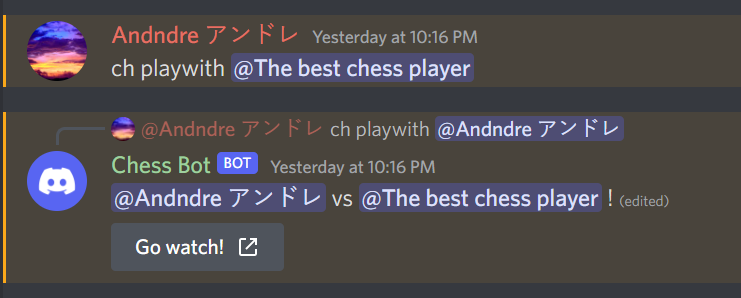 Andndre アンドレ Yesterday at 10:16 PM
ch playwith @The best chess player
@Andndre アンドレ ch playwith @Andndre アンドレ
Chess Bot BOT Yesterday at 10:16 PM
@Andndre アンドレ vs @The best chess player ! (edited)
Go watch!